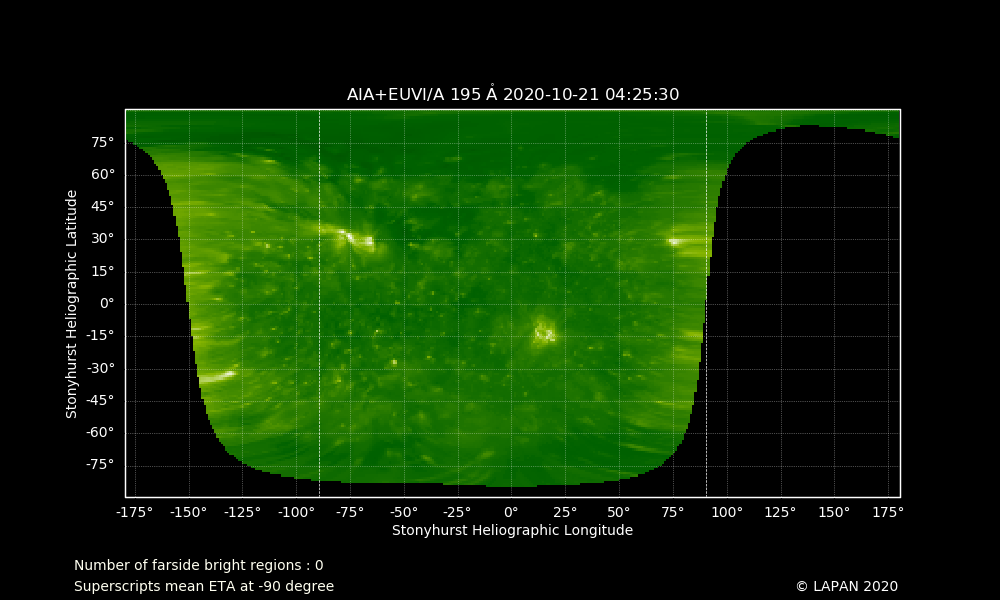 AIA+EUVI/A 195 Å 2020-10-21 04:25:30
75°
60°
45°
30°
15°
0°
-15°
-30°
-45°
-60°
-75°
Stonyhurst Heliographic Latitude
-175° -150° -125° -100° -75° -50° -25° 0° 25° 50° 75° 100° 125° 150° 175°
Stonyhurst Heliographic Longitude
Number of farside bright regions : 0
Superscripts mean ETA at -90 degree
© LAPAN 2020